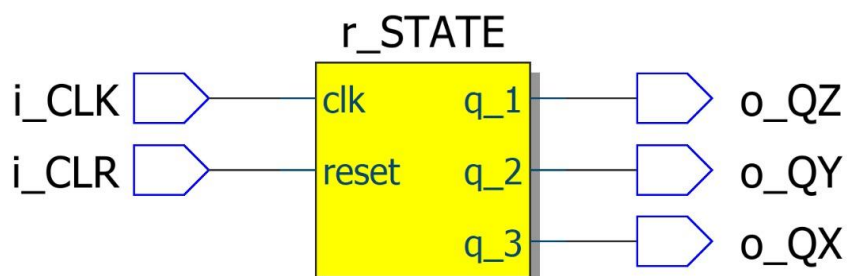 r_STATE
i_CLK clk q_1 o_QZ
i_CLR reset q_2 o_QY
q_3 o_QX